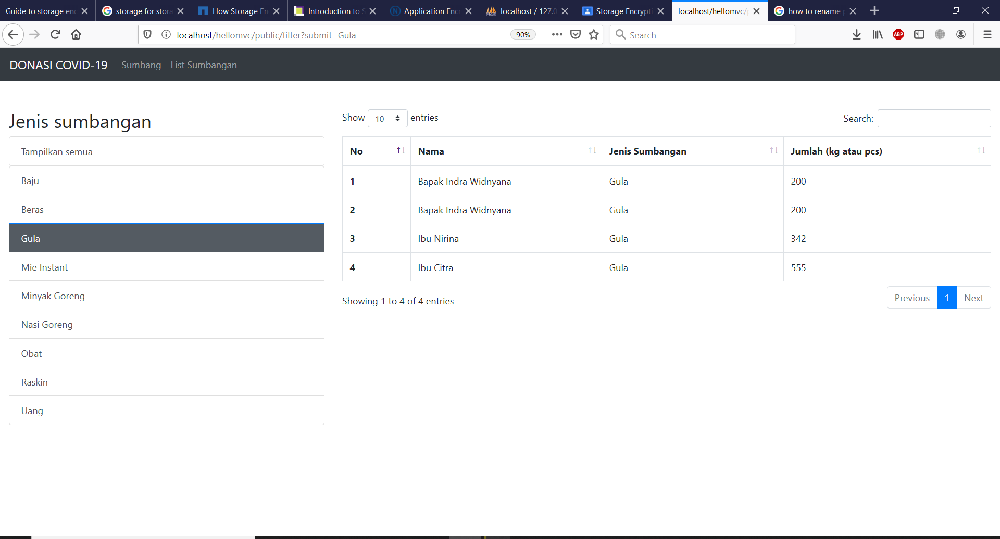 Guide to storage enc
storage for stora
How Storage En
Introduction to S
Application Encr
localhost / 127.0
Storage Encrypti
localhost/hellomvc/p
how to rename p
localhost/hellomvc/public/filter?submit=Gula
90%
Search
ABP
DONASI COVID-19 Sumbang List Sumbangan
Jenis sumbangan
Tampilkan semua
Baju
Beras
Gula
Mie Instant
Minyak Goreng
Nasi Goreng
Obat
Raskin
Uang
Show 10 entries
Search:
No Nama Jenis Sumbangan Jumlah (kg atau pcs)
1 Bapak Indra Widnyana Gula 200
2 Bapak Indra Widnyana Gula 200
3 Ibu Nirina Gula 342
4 Ibu Citra Gula 555
Showing 1 to 4 of 4 entries
Previous 1 Next